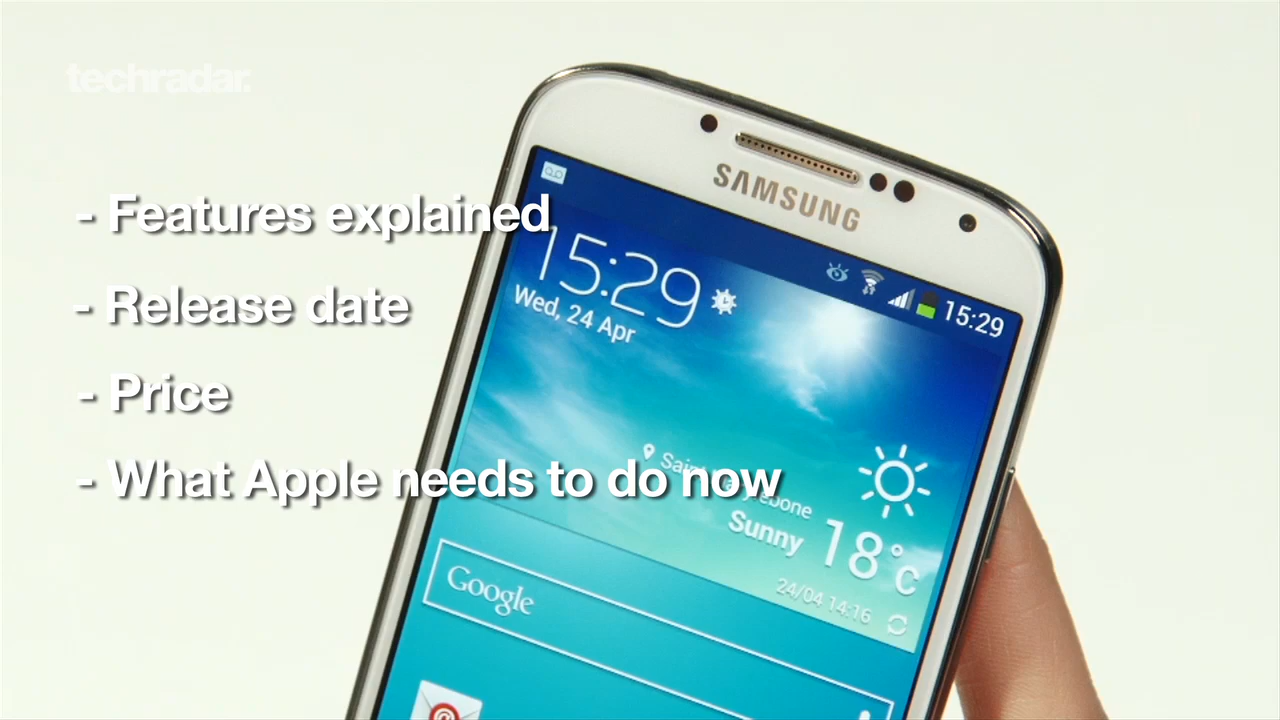 techradar.
- Features explained
- Release date
- Price
- What Apple needs to do now
SAMSUNG
15:29
15:29
Wed, 24 Apr
Sunny
18°c
24/04 14:16
Google